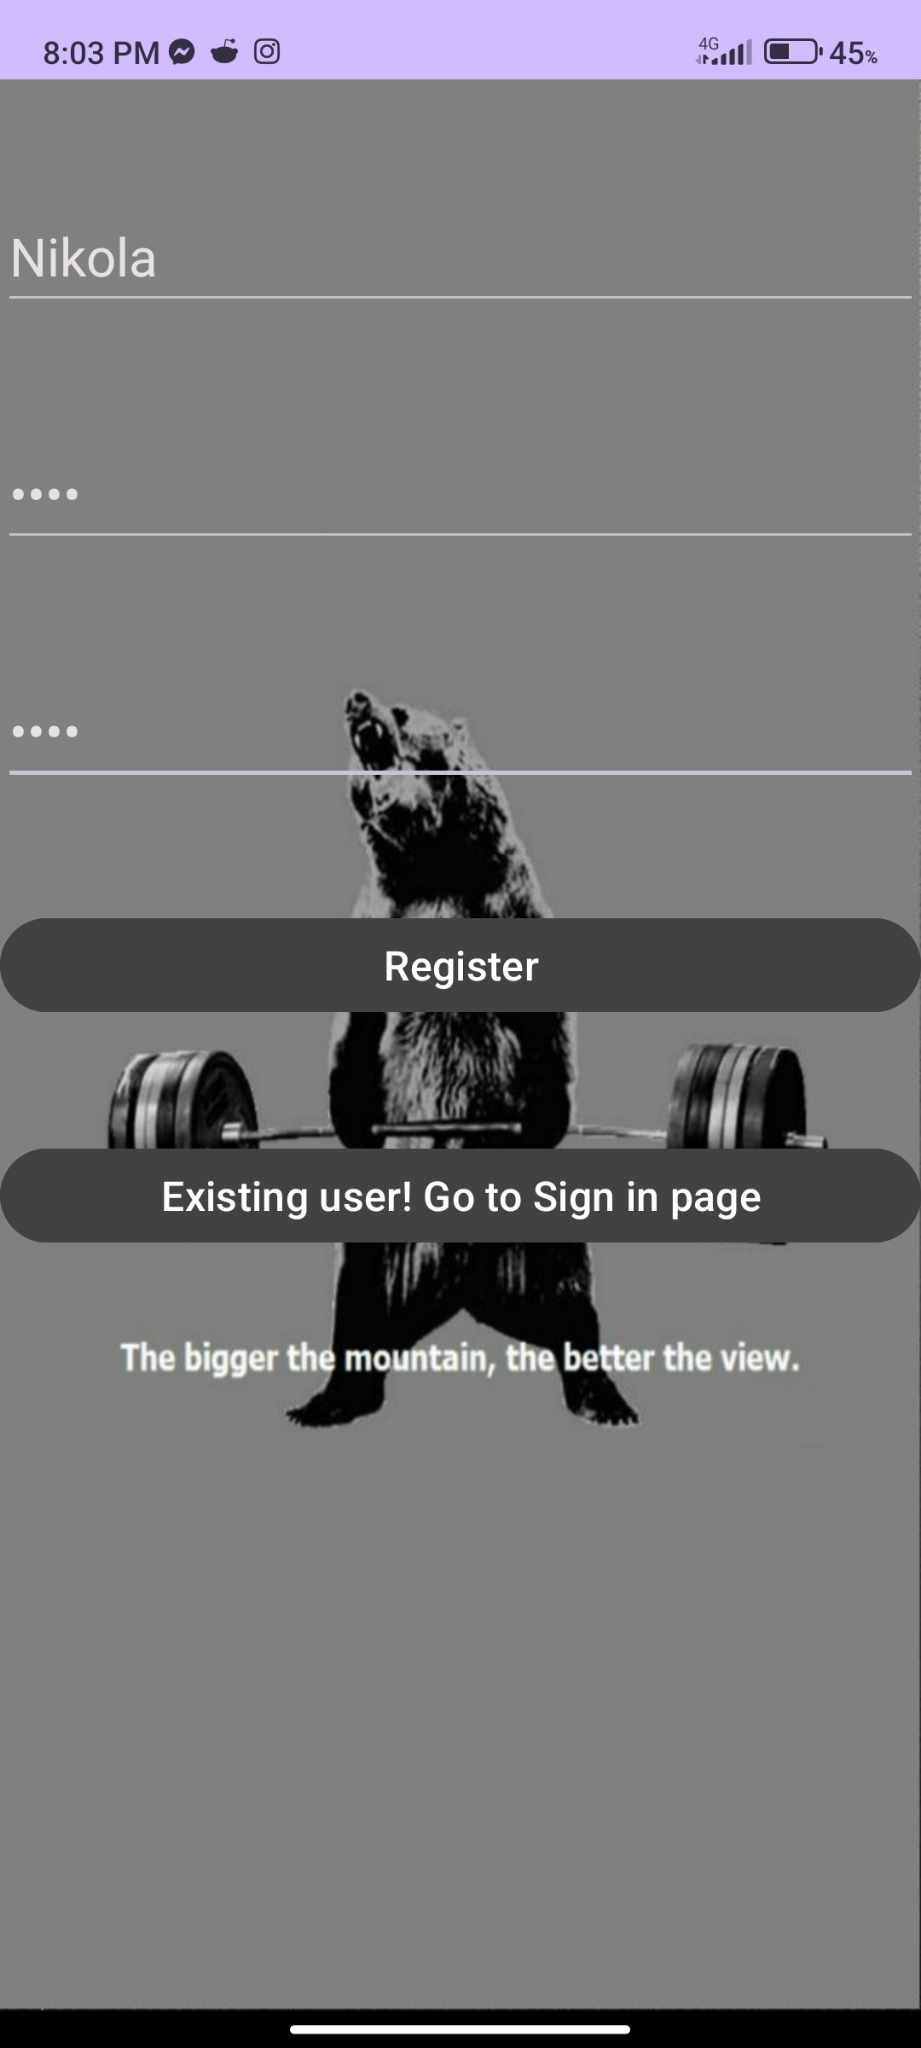 8:03 PM 4G 45%
Nikola
••••
••••
Register
Existing user! Go to Sign in page
The bigger the mountain, the better the view.